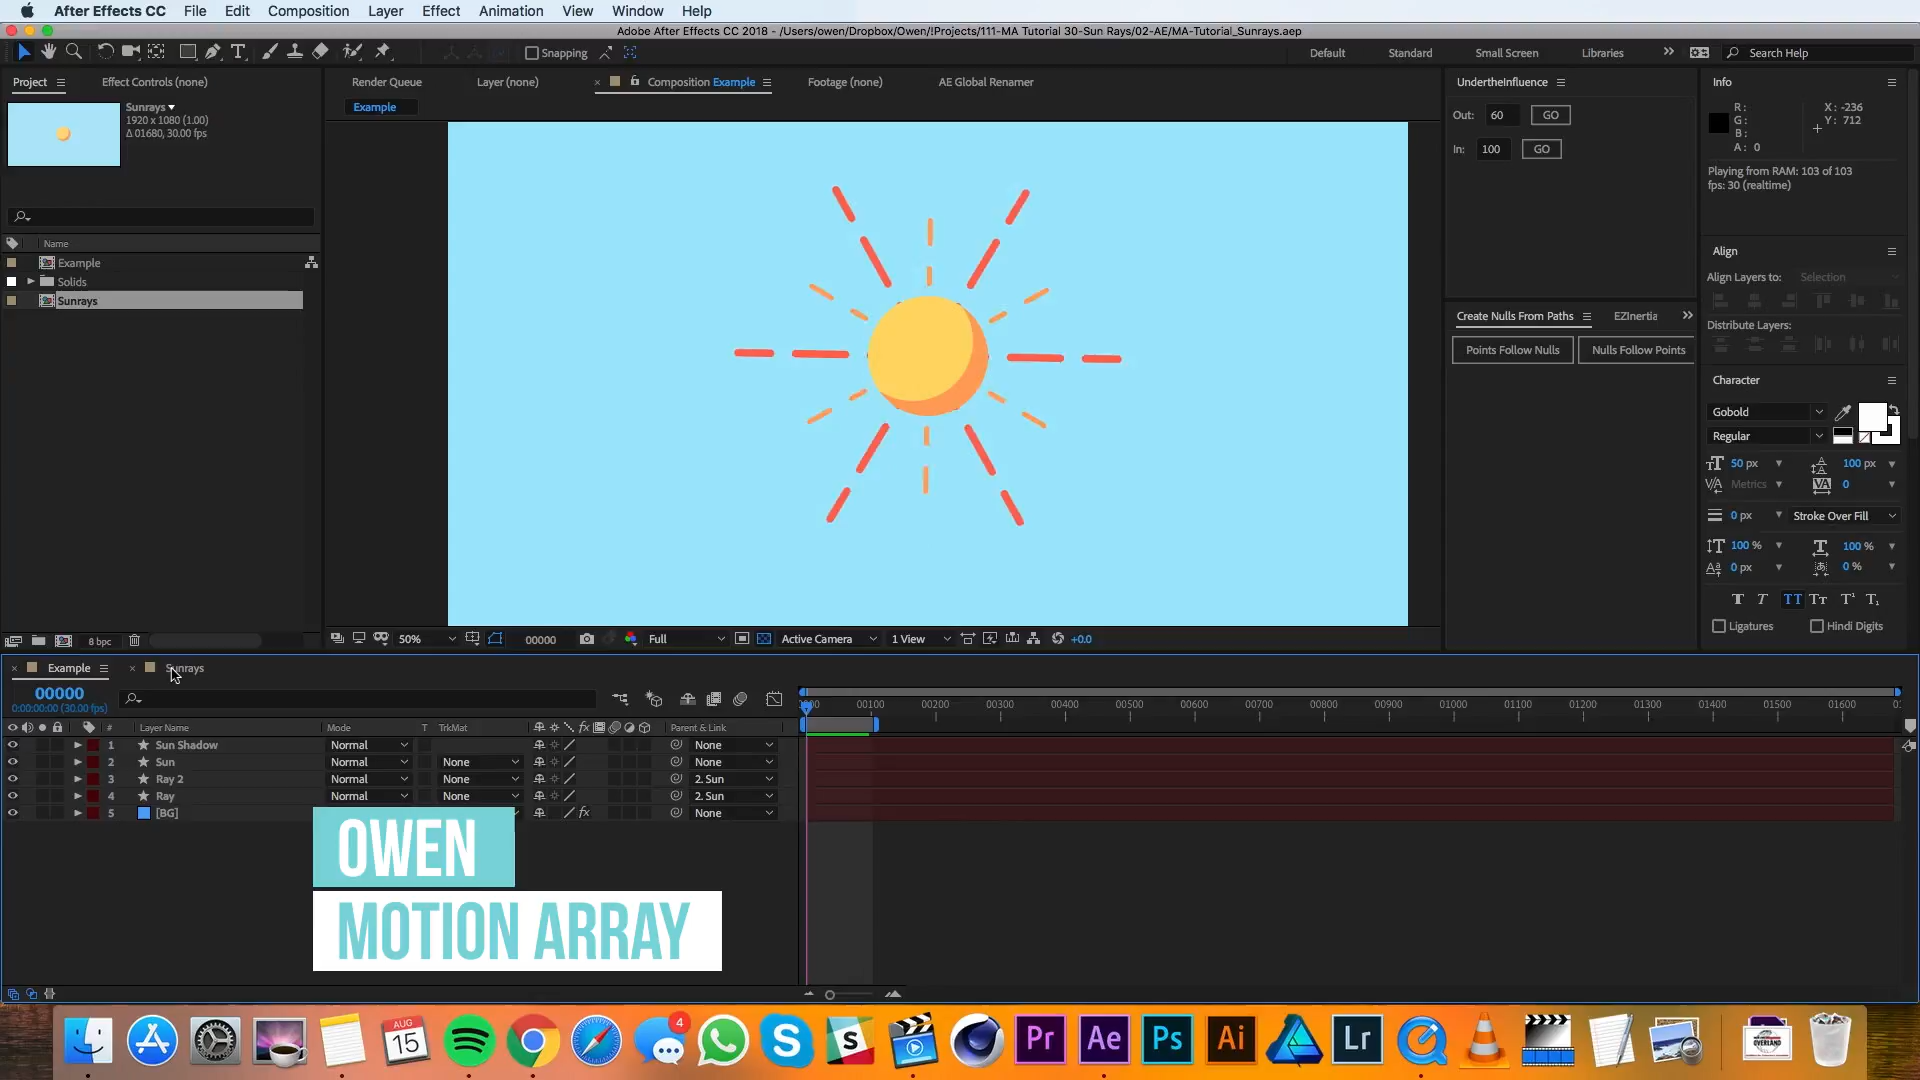 After Effects CC File Edit Composition Layer Effect Animation View Window Help
Adobe After Effects CC 2018 - /Users/owen/Dropbox/Owen/!Projects/111-MA Tutorial 30-Sun Rays/02-AE/MA-Tutorial_Sunrays.aep
Snapping Default Standard Small Screen Libraries Search Help
Project Effect Controls (none)
Sunrays
1920 x 1080 (1.00)
Δ 01680, 30.00 fps
Name
Example
Solids
Sunrays
8 bpc
Render Queue Layer (none) Composition Example Footage (none) AE Global Renamer
Example
50% 00000 Full Active Camera 1 View +0.0
UndertheInfluence
Out: 60 GO
In: 100 GO
Create Nulls From Paths EZInertia
Points Follow Nulls Nulls Follow Points
Info
R: X: -236
G: Y: 712
B:
A: 0
Playing from RAM: 103 of 103
fps: 30 (realtime)
Align
Align Layers to: Selection
Distribute Layers:
Character
Gobold
Regular
50 px 100 px
Metrics 0
0 px Stroke Over Fill
100 % 100 %
0 px 0 %
Ligatures Hindi Digits
Example Sunrays
00000
0:00:00:00 (30.00 fps)
00100 00200 00300 00400 00500 00600 00700 00800 00900 01000 01100 01200 01300 01400 01500 01600
# Layer Name Mode T TrkMat Parent & Link
1 Sun Shadow Normal None
2 Sun Normal None None
3 Ray 2 Normal None 2. Sun
4 Ray Normal None 2. Sun
5 [BG] None
OWEN
MOTION ARRAY
AUG
15
4
Pr Ae Ps Ai Lr
OVERLAND